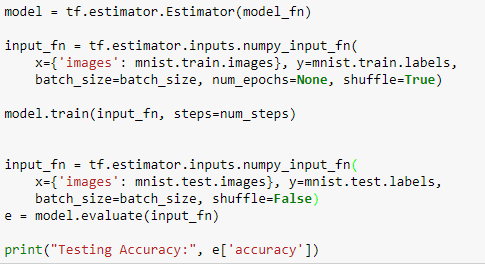 model = tf.estimator.Estimator(model_fn)
input_fn = tf.estimator.inputs.numpy_input_fn(
    x={'images': mnist.train.images}, y=mnist.train.labels,
    batch_size=batch_size, num_epochs=None, shuffle=True)
model.train(input_fn, steps=num_steps)
input_fn = tf.estimator.inputs.numpy_input_fn(
    x={'images': mnist.test.images}, y=mnist.test.labels,
    batch_size=batch_size, shuffle=False)
e = model.evaluate(input_fn)
print("Testing Accuracy:", e['accuracy'])